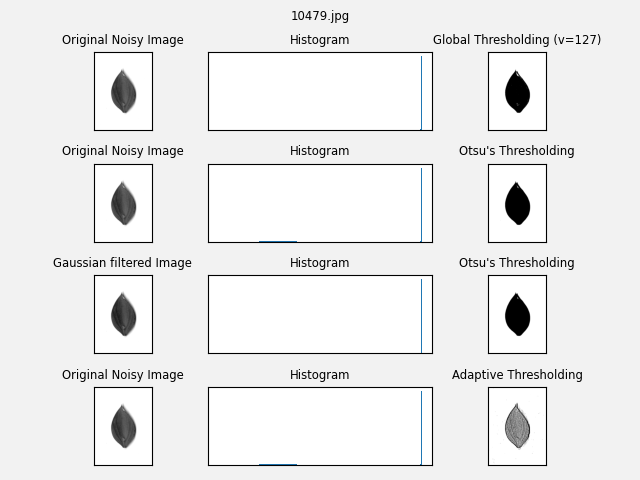 10479.jpg
Original Noisy Image Histogram Global Thresholding (v=127)
Original Noisy Image Histogram Otsu's Thresholding
Gaussian filtered Image Histogram Otsu's Thresholding
Original Noisy Image Histogram Adaptive Thresholding